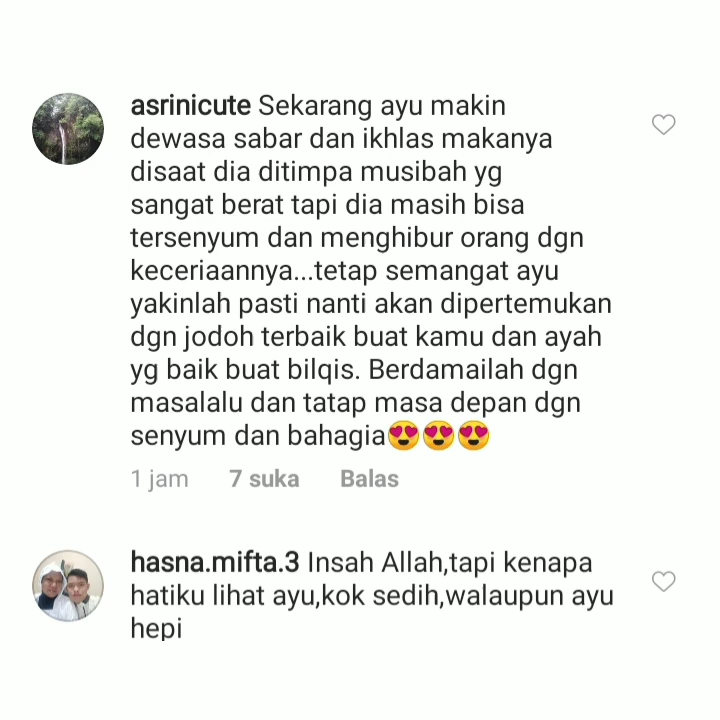 asrinicute Sekarang ayu makin
dewasa sabar dan ikhlas makanya
disaat dia ditimpa musibah yg
sangat berat tapi dia masih bisa
tersenyum dan menghibur orang dgn
keceriaannya...tetap semangat ayu
yakinlah pasti nanti akan dipertemukan
dgn jodoh terbaik buat kamu dan ayah
yg baik buat bilqis. Berdamailah dgn
masalalu dan tatap masa depan dgn
senyum dan bahagia😍😍😍
1 jam 7 suka Balas
hasna.mifta.3 Insah Allah,tapi kenapa
hatiku lihat ayu,kok sedih,walaupun ayu
hepi